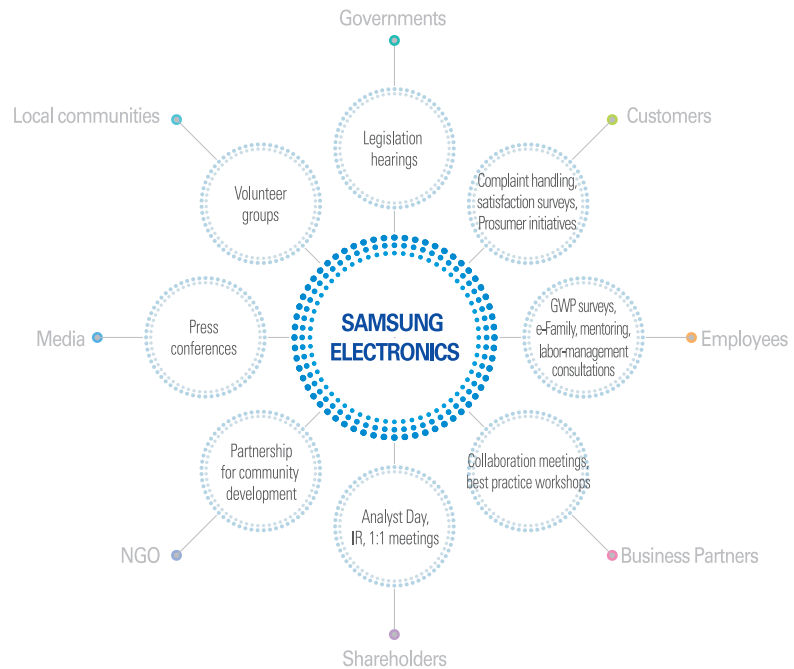 Governments
Local communities
Customers
Legislation
hearings
Volunteer
groups
Complaint handling,
satisfaction surveys,
Prosumer initiatives
Media
Press
conferences
SAMSUNG
ELECTRONICS
GWP surveys,
e-Family, mentoring,
labor-management
consultations
Employees
Partnership
for community
development
Collaboration meetings,
best practice workshops
Analyst Day,
IR, 1:1 meetings
NGO
Business Partners
Shareholders